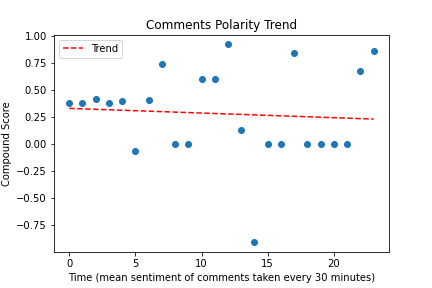 Comments Polarity Trend
Trend
1.00
0.75
0.50
0.25
0.00
−0.25
−0.50
−0.75
Compound Score
0 5 10 15 20
Time (mean sentiment of comments taken every 30 minutes)